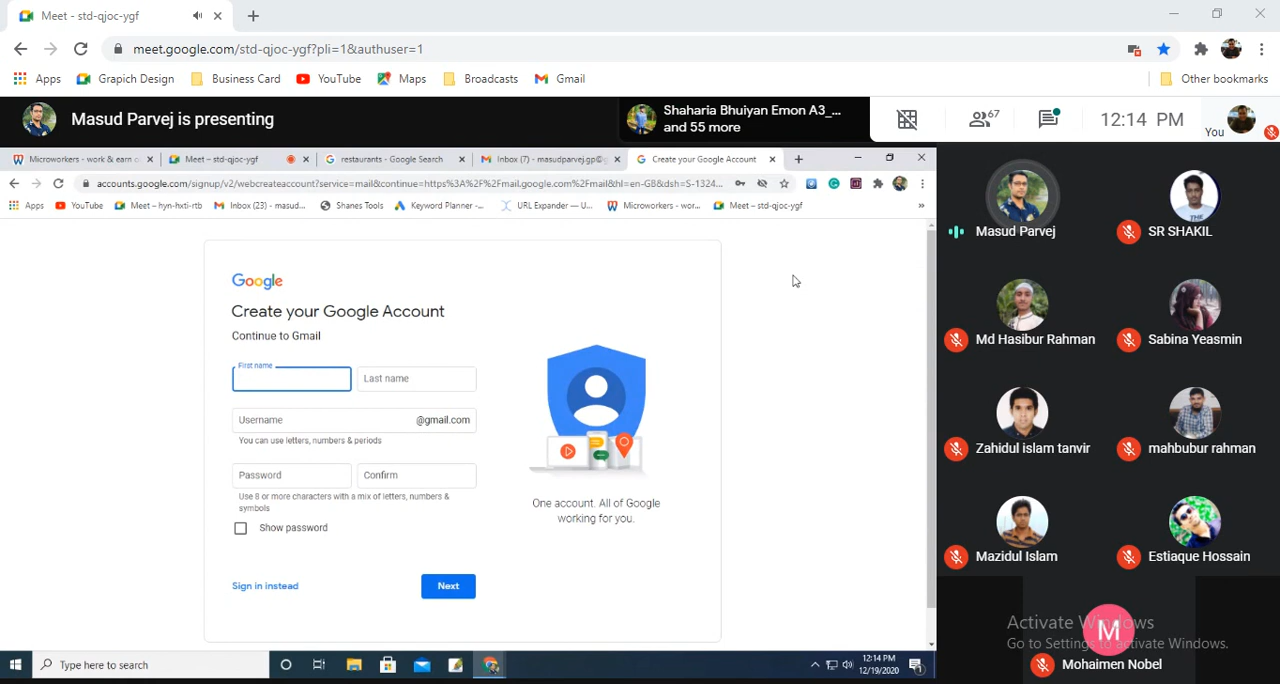 Meet - std-qjoc-ygf
meet.google.com/std-qjoc-ygf?pli=1&authuser=1
Apps Grapich Design Business Card YouTube Maps Broadcasts Gmail Other bookmarks
Masud Parvej is presenting
Shaharia Bhuiyan Emon A3_...
and 55 more
67
12:14 PM
You
Microworkers - work & earn o
Meet – std-qjoc-ygf
restaurants - Google Search
Inbox (7) - masudparvej.gp@g
Create your Google Account
accounts.google.com/signup/v2/webcreateaccount?service=mail&continue=https%3A%2F%2Fmail.google.com%2Fmail&hl=en-GB&dsh=S-1324...
Apps YouTube Meet – hyn-hxti-rtb Inbox (23) - masud... Shanes Tools Keyword Planner -... URL Expander — U... Microworkers - wor... Meet – std-qjoc-ygf »
Google
Create your Google Account
Continue to Gmail
First name
Last name
Username @gmail.com
You can use letters, numbers & periods
Password Confirm
Use 8 or more characters with a mix of letters, numbers &
symbols
Show password
Sign in instead Next
One account. All of Google
working for you.
Masud Parvej
THE
SR SHAKIL
Md Hasibur Rahman
Sabina Yeasmin
Zahidul islam tanvir
mahbubur rahman
Mazidul Islam
Estiaque Hossain
M
Mohaimen Nobel
Activate Windows
Go to Settings to activate Windows.
Type here to search
12:14 PM
12/19/2020
1